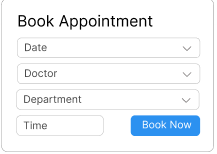 Book Appointment
Date
Doctor
Department
Time Book Now